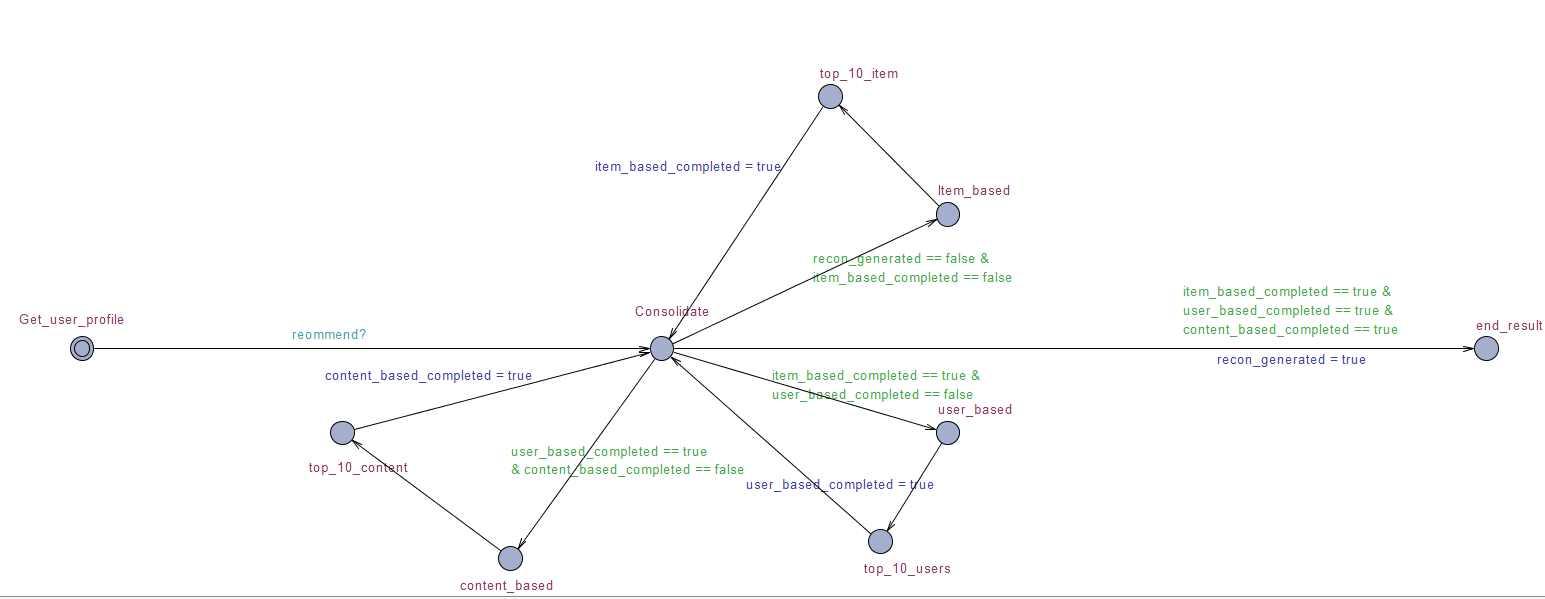 top_10_item
item_based_completed = true
Item_based
recon_generated == false &
item_based_completed == false
Consolidate
Get_user_profile
reommend?
item_based_completed == true &
user_based_completed == true &
content_based_completed == true
end_result
recon_generated = true
content_based_completed = true
item_based_completed == true &
user_based_completed == false
user_based
top_10_content
user_based_completed == true
& content_based_completed == false
user_based_completed = true
top_10_users
content_based